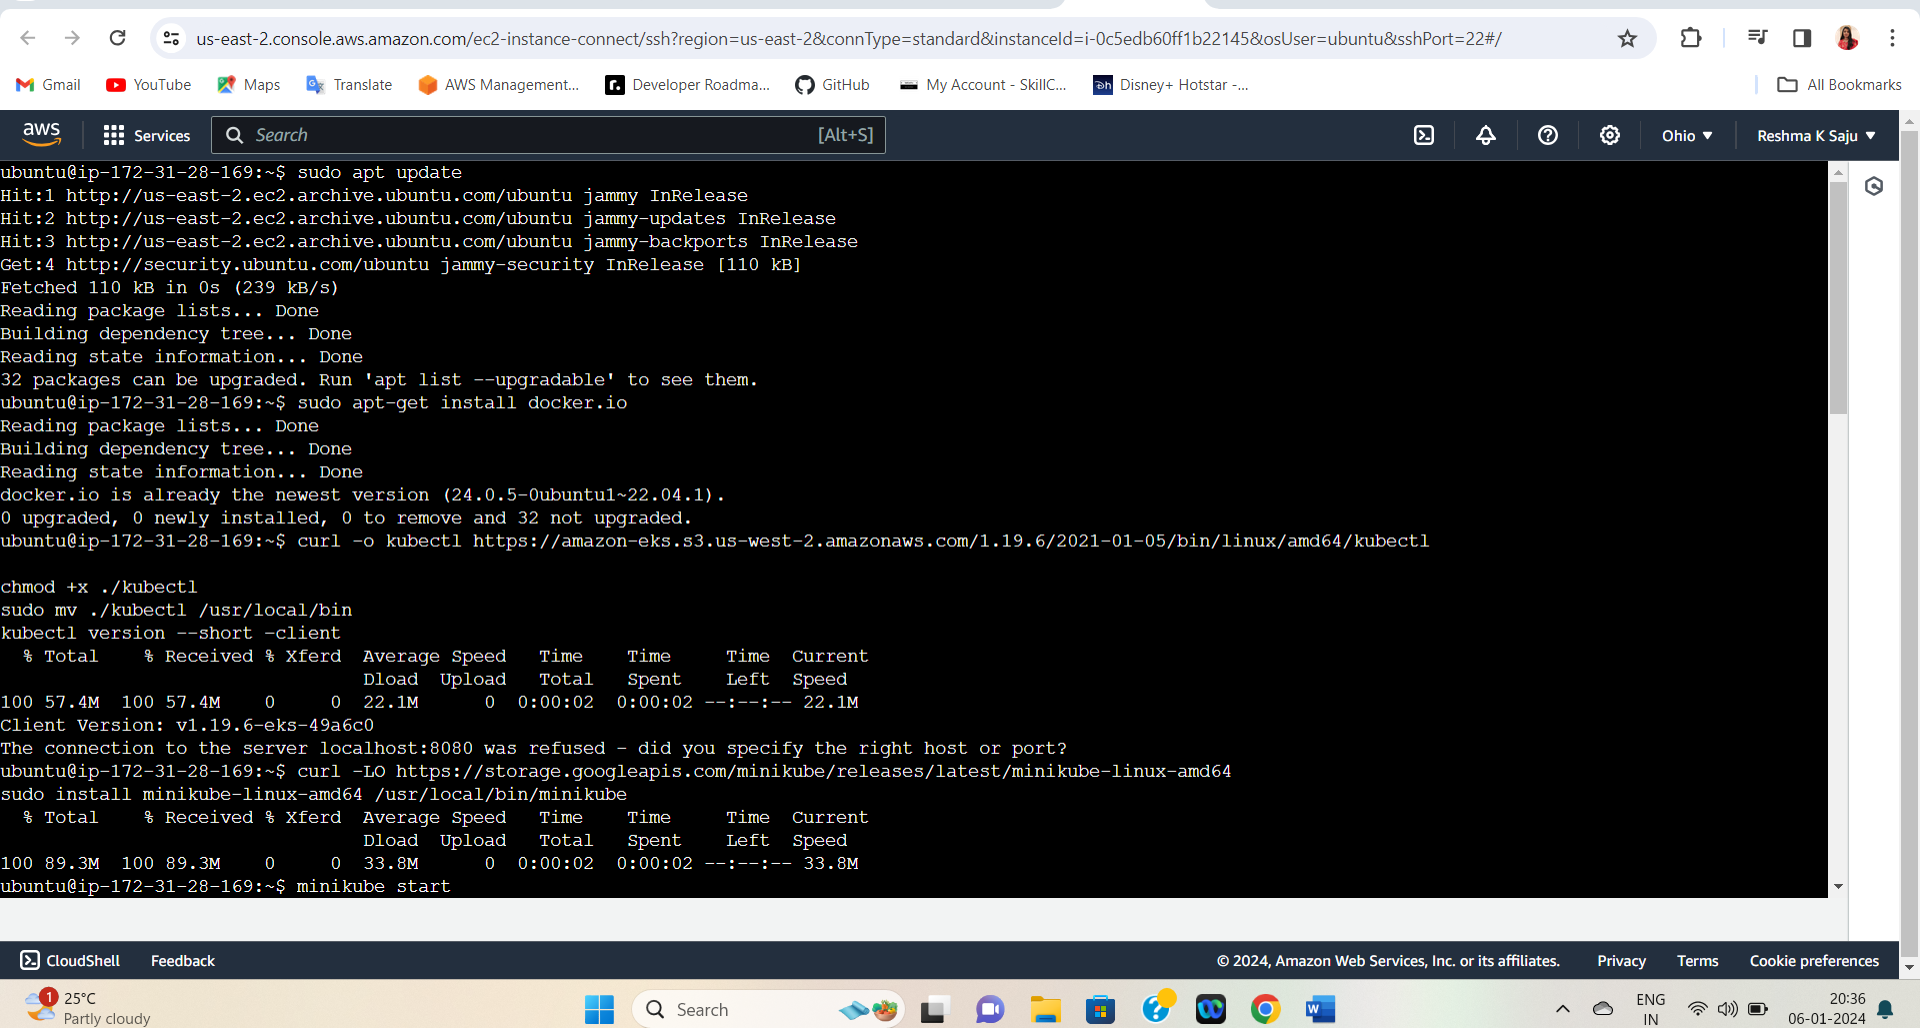 us-east-2.console.aws.amazon.com/ec2-instance-connect/ssh?region=us-east-2&connType=standard&instanceId=i-0c5edb60ff1b22145&osUser=ubuntu&sshPort=22#/
Gmail YouTube Maps Translate AWS Management... Developer Roadma... GitHub My Account - SkillC... Disney+ Hotstar -... All Bookmarks
aws Services Search [Alt+S] Ohio Reshma K Saju
ubuntu@ip-172-31-28-169:~$ sudo apt update
Hit:1 http://us-east-2.ec2.archive.ubuntu.com/ubuntu jammy InRelease
Hit:2 http://us-east-2.ec2.archive.ubuntu.com/ubuntu jammy-updates InRelease
Hit:3 http://us-east-2.ec2.archive.ubuntu.com/ubuntu jammy-backports InRelease
Get:4 http://security.ubuntu.com/ubuntu jammy-security InRelease [110 kB]
Fetched 110 kB in 0s (239 kB/s)
Reading package lists... Done
Building dependency tree... Done
Reading state information... Done
32 packages can be upgraded. Run 'apt list --upgradable' to see them.
ubuntu@ip-172-31-28-169:~$ sudo apt-get install docker.io
Reading package lists... Done
Building dependency tree... Done
Reading state information... Done
docker.io is already the newest version (24.0.5-0ubuntu1~22.04.1).
0 upgraded, 0 newly installed, 0 to remove and 32 not upgraded.
ubuntu@ip-172-31-28-169:~$ curl -o kubectl https://amazon-eks.s3.us-west-2.amazonaws.com/1.19.6/2021-01-05/bin/linux/amd64/kubectl
chmod +x ./kubectl
sudo mv ./kubectl /usr/local/bin
kubectl version --short -client
% Total % Received % Xferd Average Speed Time Time Time Current
Dload Upload Total Spent Left Speed
100 57.4M 100 57.4M 0 0 22.1M 0 0:00:02 0:00:02 --:--:-- 22.1M
Client Version: v1.19.6-eks-49a6c0
The connection to the server localhost:8080 was refused - did you specify the right host or port?
ubuntu@ip-172-31-28-169:~$ curl -LO https://storage.googleapis.com/minikube/releases/latest/minikube-linux-amd64
sudo install minikube-linux-amd64 /usr/local/bin/minikube
% Total % Received % Xferd Average Speed Time Time Time Current
Dload Upload Total Spent Left Speed
100 89.3M 100 89.3M 0 0 33.8M 0 0:00:02 0:00:02 --:--:-- 33.8M
ubuntu@ip-172-31-28-169:~$ minikube start
CloudShell Feedback © 2024, Amazon Web Services, Inc. or its affiliates. Privacy Terms Cookie preferences
1 25°C
Partly cloudy
Search
ENG
IN
20:36
06-01-2024